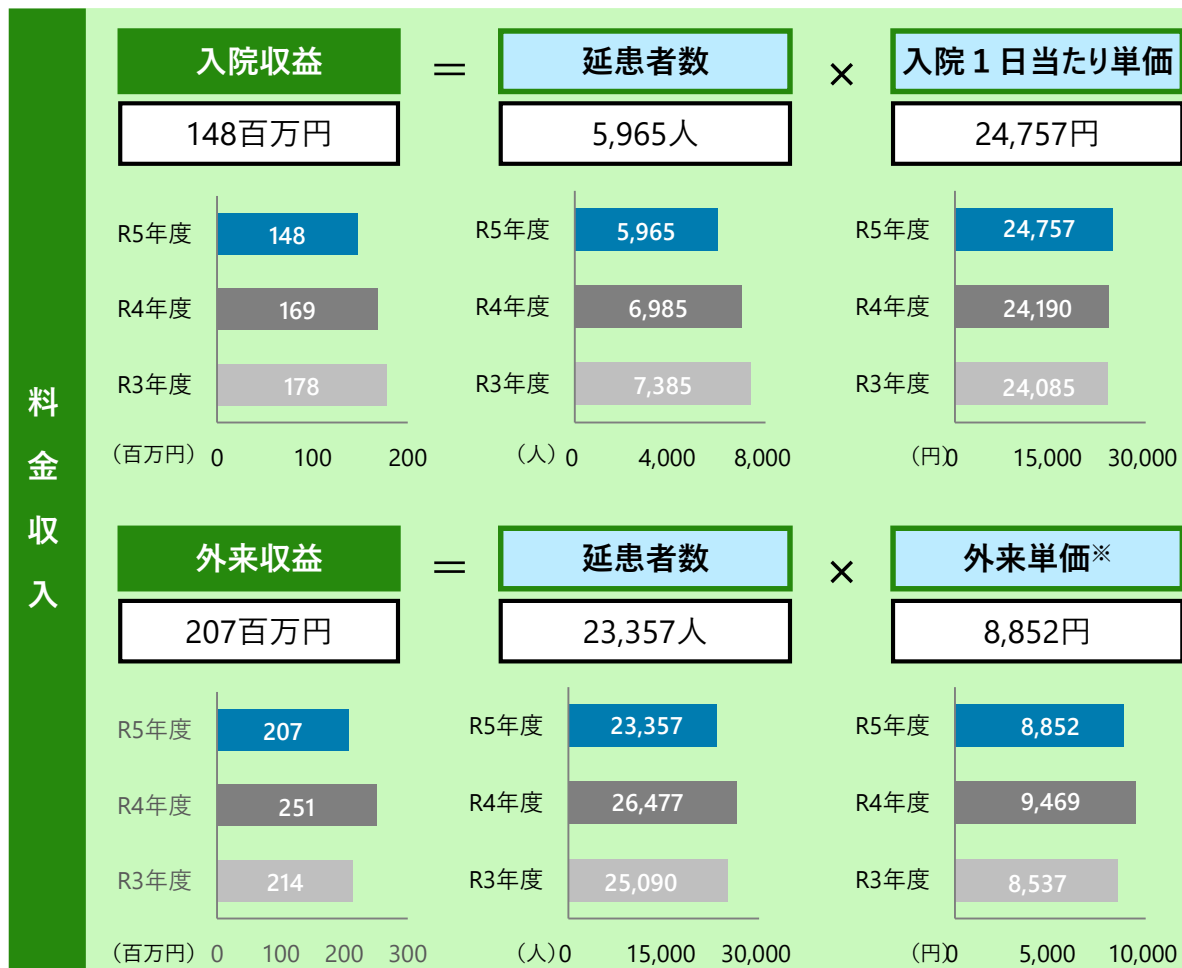 料金収入
入院収益 ＝ 延患者数 × 入院１日当たり単価
148百万円 5,965人 24,757円
R5年度 148 R5年度 5,965 R5年度 24,757
R4年度 169 R4年度 6,985 R4年度 24,190
R3年度 178 R3年度 7,385 R3年度 24,085
（百万円） 0 100 200 （人） 0 4,000 8,000 （円） 0 15,000 30,000
外来収益 ＝ 延患者数 × 外来単価※
207百万円 23,357人 8,852円
R5年度 207 R5年度 23,357 R5年度 8,852
R4年度 251 R4年度 26,477 R4年度 9,469
R3年度 214 R3年度 25,090 R3年度 8,537
（百万円） 0 100 200 300 （人） 0 15,000 30,000 （円） 0 5,000 10,000